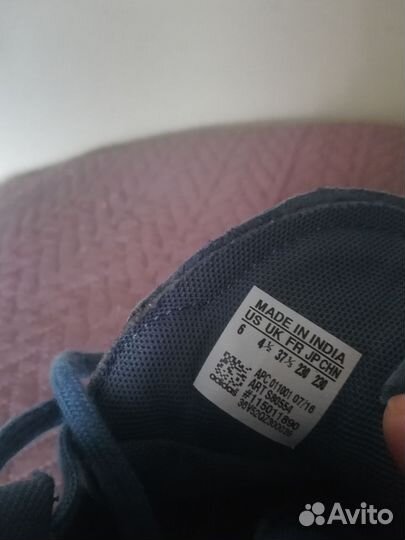 MADE IN INDIA
US UK FR JP CHN
6 4½ 37⅓ 230 230
adidas
APC 011001 07/16
ART S80554
#115011690
Avito